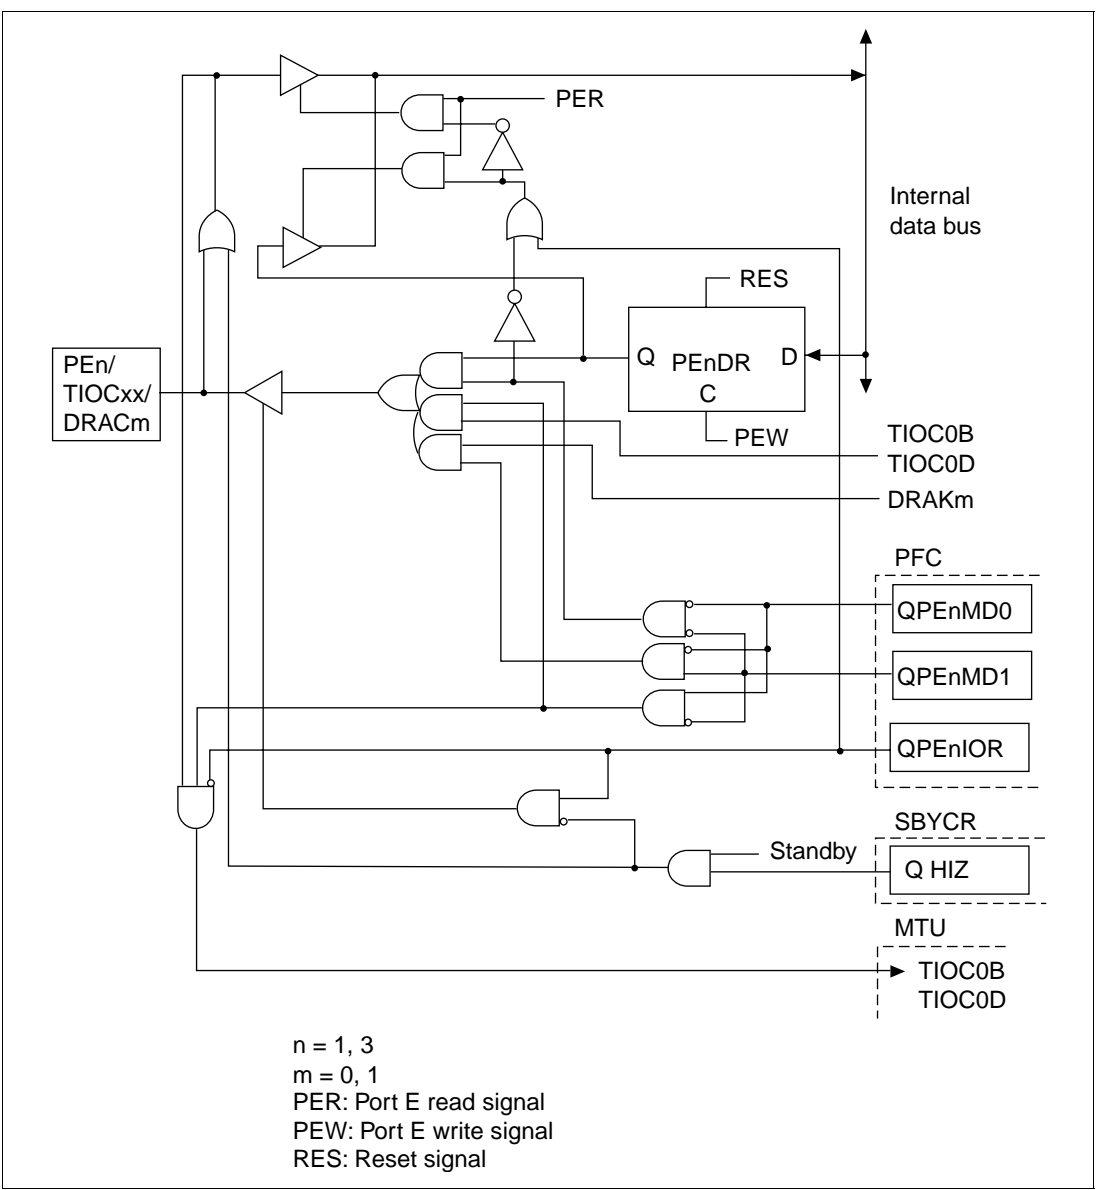 PER
Internal
data bus
RES
Q
PEnDR
D
C
PEW
PEn/
TIOCxx/
DRACm
TIOC0B
TIOC0D
DRAKm
PFC
QPEnMD0
QPEnMD1
QPEnIOR
SBYCR
Standby
Q HIZ
MTU
TIOC0B
TIOC0D
n = 1, 3
m = 0, 1
PER: Port E read signal
PEW: Port E write signal
RES: Reset signal